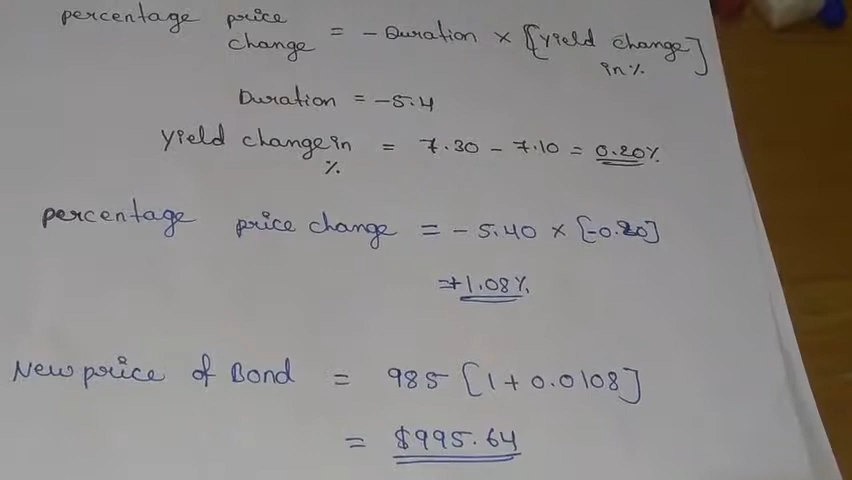 percentage price change = - Duration × [yield change in %]
Duration = -5.4
yield change in % = 7.30 - 7.10 = 0.20%
percentage price change = - 5.40 × [-0.20]
⇒ +1.08%
New price of Bond = 985 [1 + 0.0108]
= $995.64